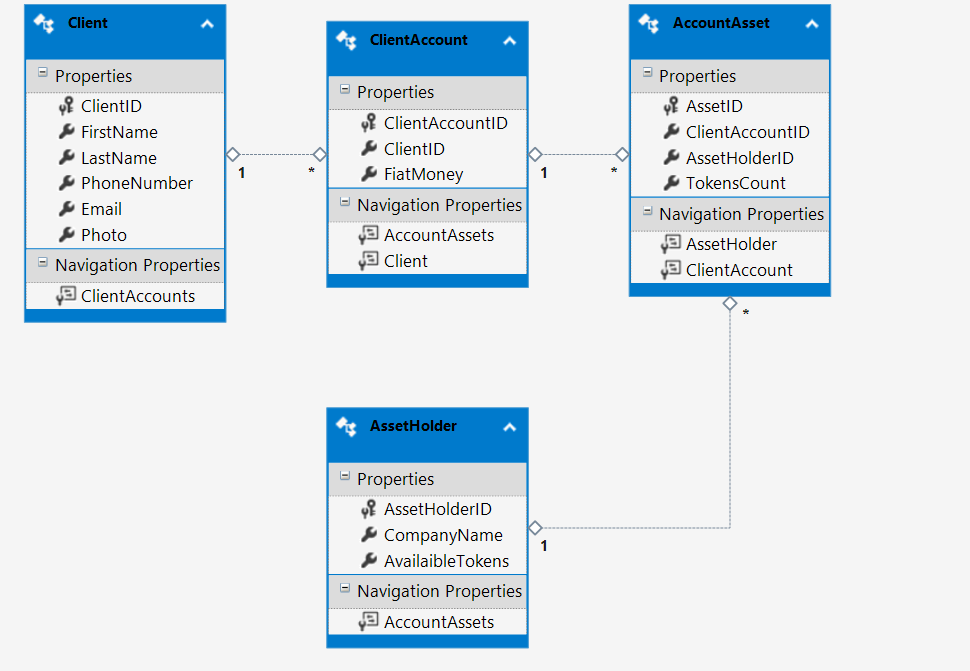 Client
Properties
ClientID
FirstName
LastName
PhoneNumber
Email
Photo
Navigation Properties
ClientAccounts
1
*
ClientAccount
Properties
ClientAccountID
ClientID
FiatMoney
Navigation Properties
AccountAssets
Client
1
*
AccountAsset
Properties
AssetID
ClientAccountID
AssetHolderID
TokensCount
Navigation Properties
AssetHolder
ClientAccount
*
AssetHolder
Properties
AssetHolderID
CompanyName
AvailaibleTokens
Navigation Properties
AccountAssets
1